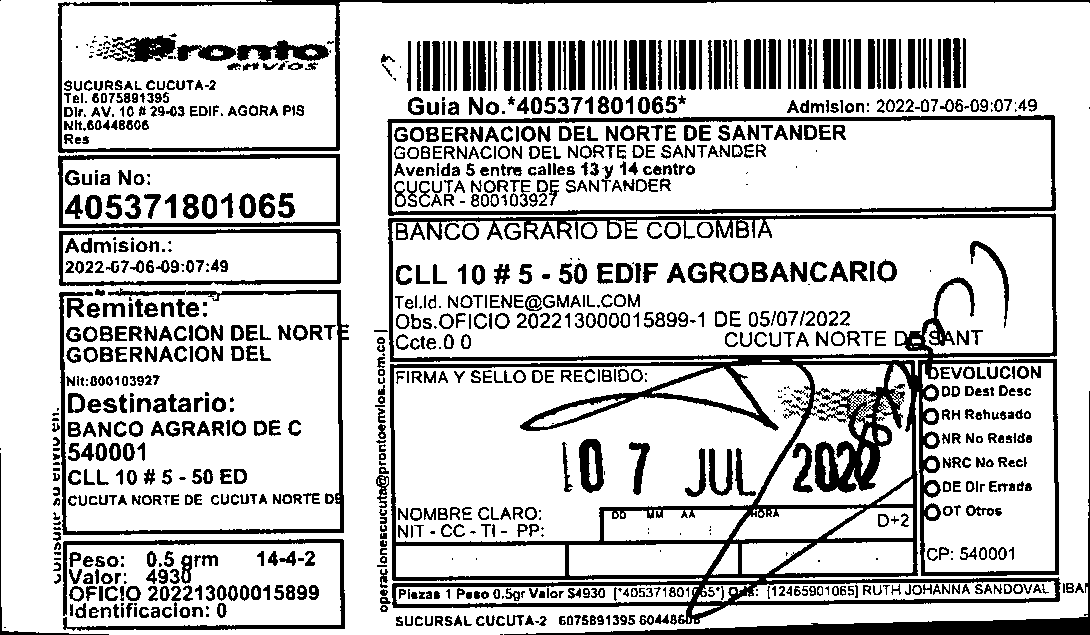 Pronto
envios
SUCURSAL CUCUTA-2
Tel. 6075891395
Dir. AV. 10 # 29-03 EDIF. AGORA PIS
Nit.60448606
Res
Guia No:
405371801065
Admision.:
2022-07-06-09:07:49
Remitente:
GOBERNACION DEL NORTE
GOBERNACION DEL
Nit:800103927
Destinatario:
BANCO AGRARIO DE C
540001
CLL 10 # 5 - 50 ED
CUCUTA NORTE DE CUCUTA NORTE DE
Peso: 0.5 grm 14-4-2
Valor: 4930
OFICIO 202213000015899
Identificacion: 0
Guia No.*405371801065*
Admision: 2022-07-06-09:07:49
GOBERNACION DEL NORTE DE SANTANDER
GOBERNACION DEL NORTE DE SANTANDER
Avenida 5 entre calles 13 y 14 centro
CUCUTA NORTE DE SANTANDER
OSCAR - 800103927
BANCO AGRARIO DE COLOMBIA
CLL 10 # 5 - 50 EDIF AGROBANCARIO
Tel.Id. NOTIENE@GMAIL.COM
Obs.OFICIO 202213000015899-1 DE 05/07/2022
Ccte.0 0 CUCUTA NORTE DE SANT
operacionescucuta@prontoenvios.com.co
FIRMA Y SELLO DE RECIBIDO:
07 JUL 2022
NOMBRE CLARO:
NIT - CC - TI - PP:
DD MM AA HORA
D+2
DEVOLUCION
DD Dest Desc
RH Rehusado
NR No Reside
NRC No Recl
DE Dir Errada
OT Otros
CP: 540001
Piezas 1 Peso 0.5gr Valor $4930 [*405371801065*] [12465901065] RUTH JOHANNA SANDOVAL
SUCURSAL CUCUTA-2 6075891395 60448606